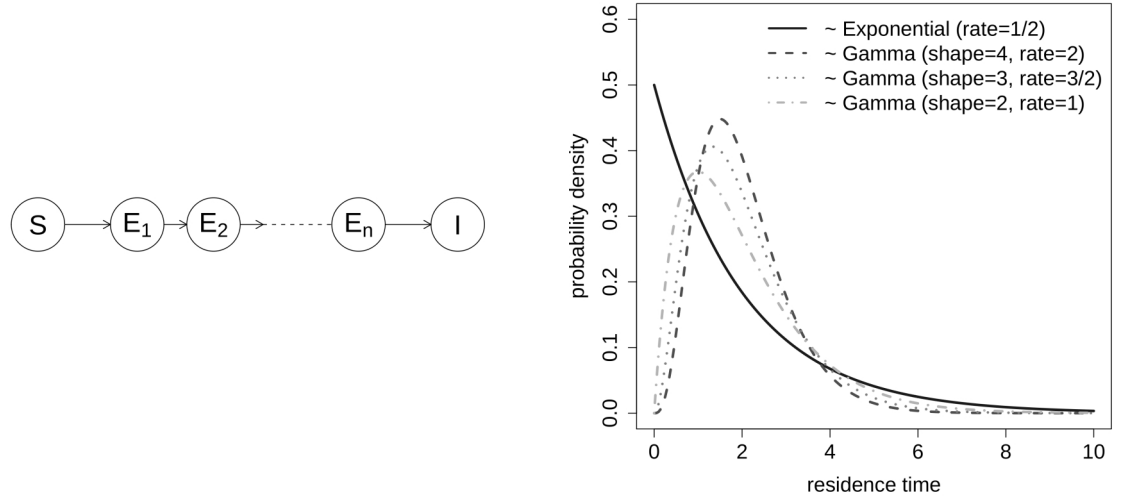 S E₁ E₂ Eₙ I
~ Exponential (rate=1/2)
~ Gamma (shape=4, rate=2)
~ Gamma (shape=3, rate=3/2)
~ Gamma (shape=2, rate=1)
probability density
0.6
0.5
0.4
0.3
0.2
0.1
0.0
0 2 4 6 8 10
residence time